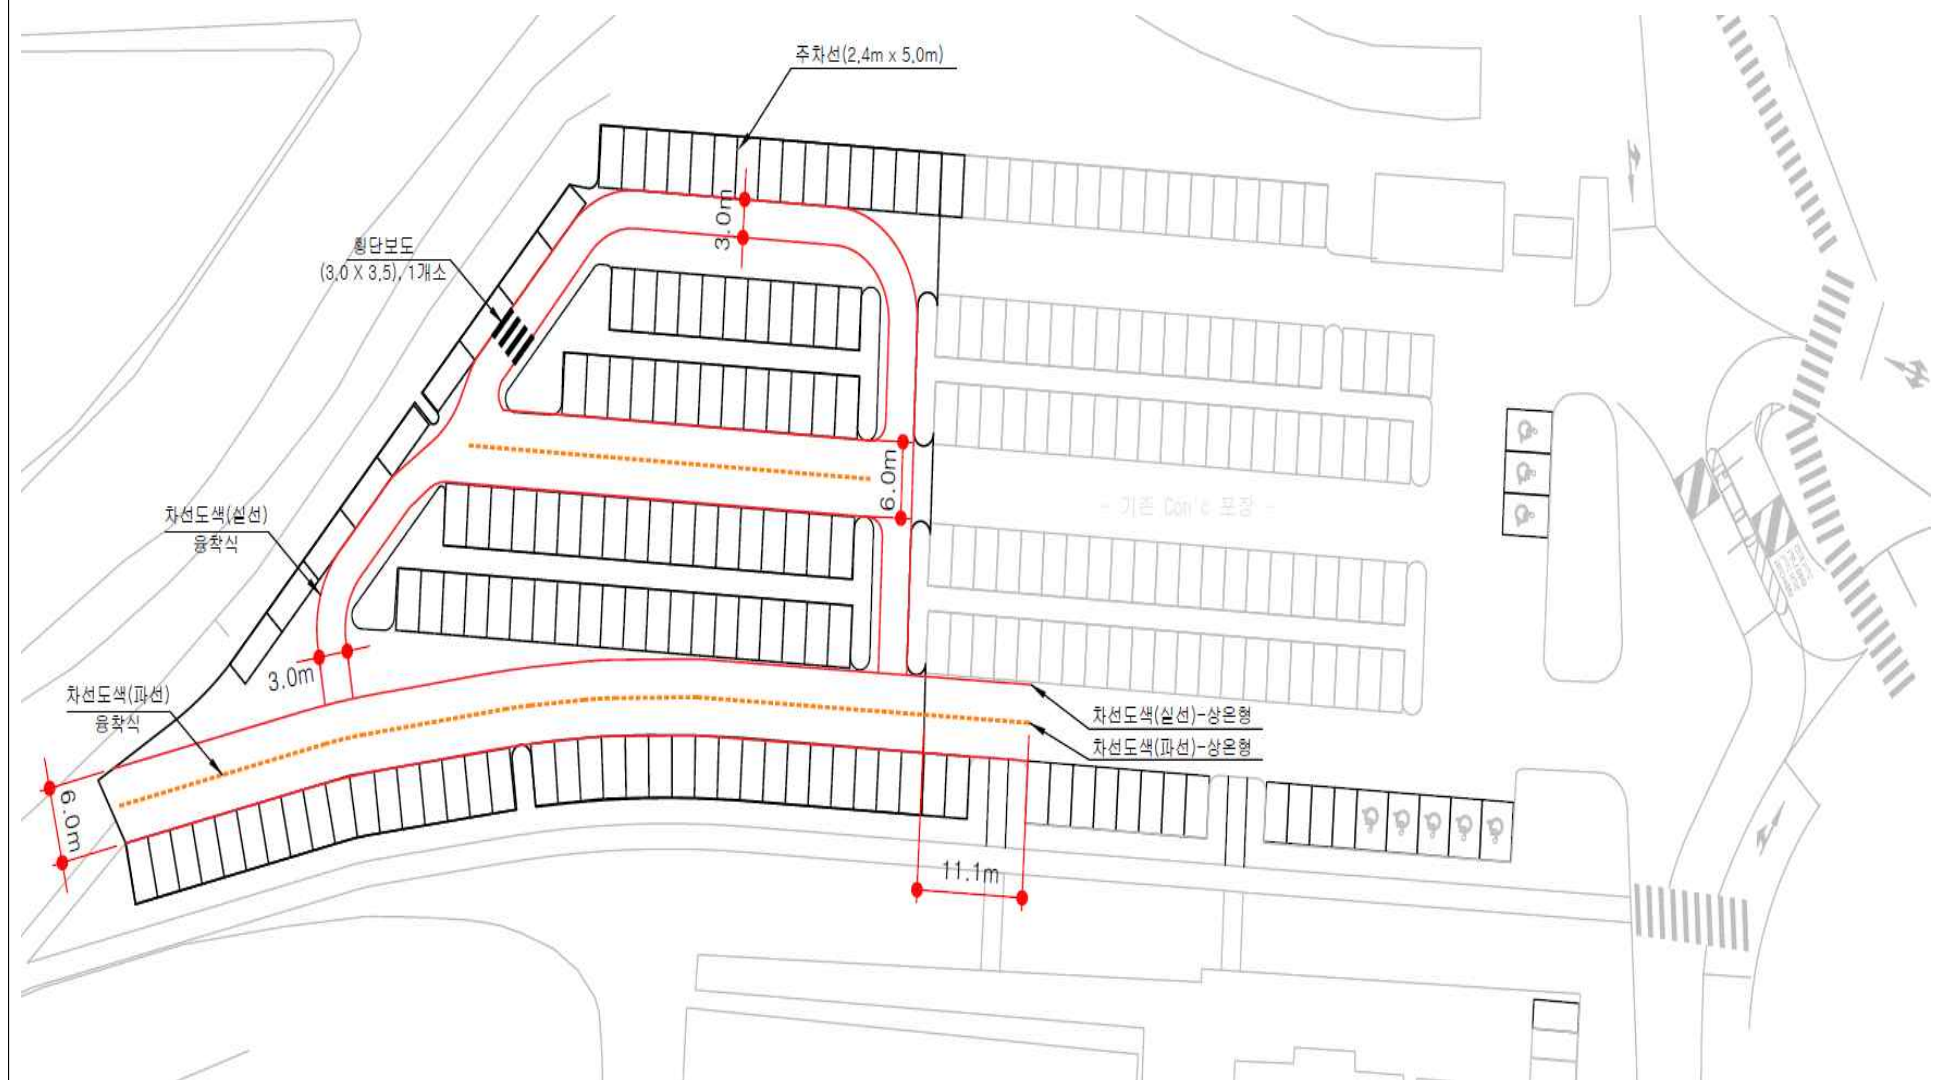 주차선(2.4m x 5.0m)
3.0m
횡단보도
(3.0 X 3.5), 1개소
6.0m
- 기존 Con'c 포장 -
차선도색(실선)
융착식
3.0m
차선도색(파선)
융착식
차선도색(실선)-상온형
차선도색(파선)-상온형
6.0m
11.1m